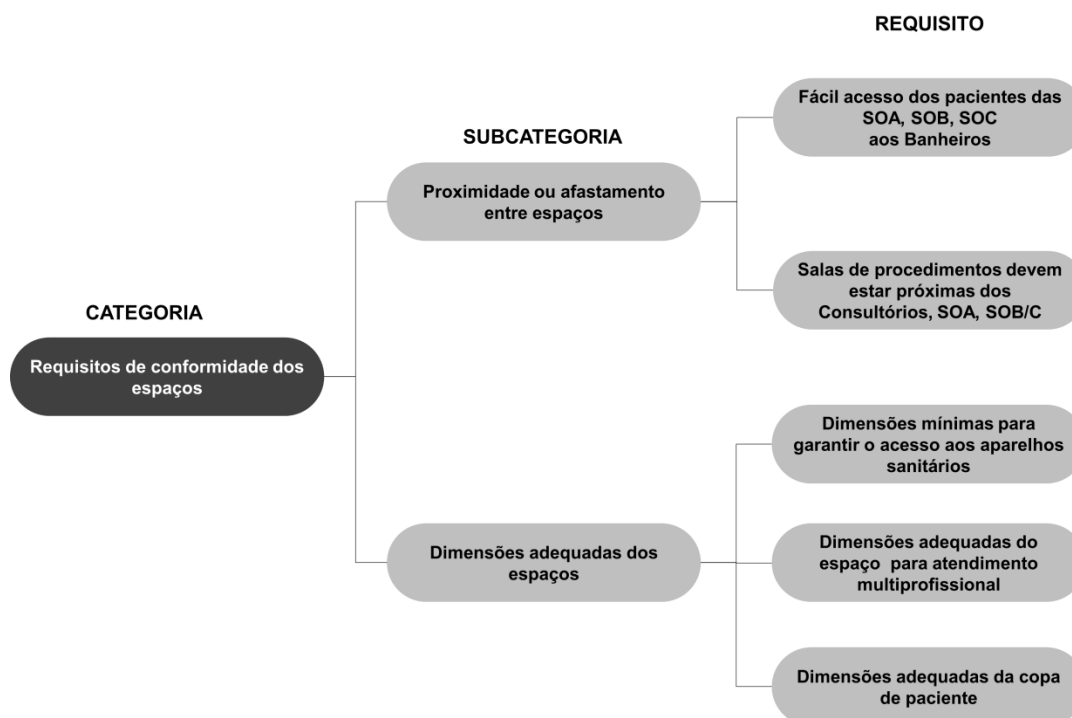 REQUISITO
Fácil acesso dos pacientes das
SOA, SOB, SOC
aos Banheiros
SUBCATEGORIA
Proximidade ou afastamento
entre espaços
Salas de procedimentos devem
estar próximas dos
Consultórios, SOA, SOB/C
CATEGORIA
Requisitos de conformidade dos
espaços
Dimensões mínimas para
garantir o acesso aos aparelhos
sanitários
Dimensões adequadas dos
espaços
Dimensões adequadas do
espaço para atendimento
multiprofissional
Dimensões adequadas da copa
de paciente